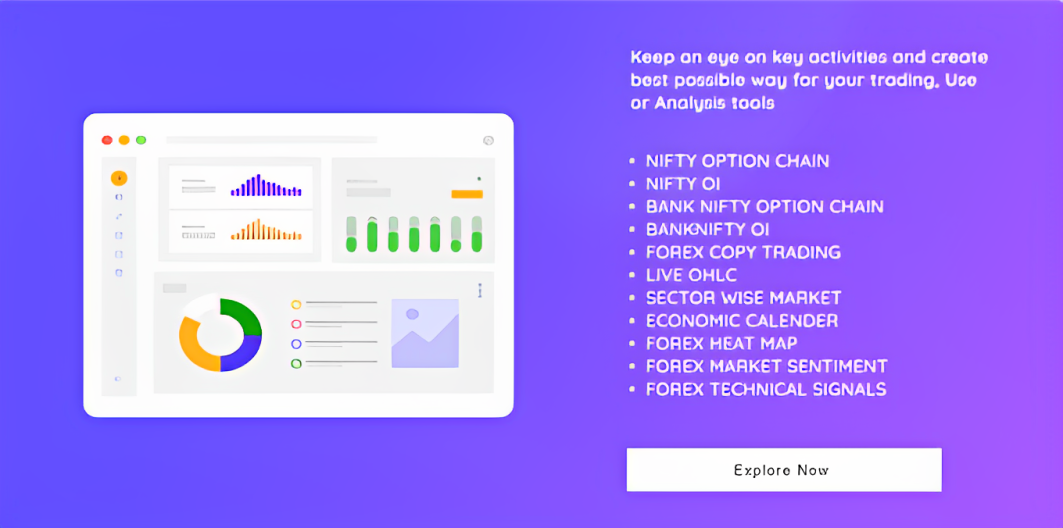 Keep an eye on key activities and create
best possible way for your trading, Use
or Analysis tools
• NIFTY OPTION CHAIN
• NIFTY OI
• BANK NIFTY OPTION CHAIN
• BANKNIFTY OI
• FOREX COPY TRADING
• LIVE OHLC
• SECTOR WISE MARKET
• ECONOMIC CALENDER
• FOREX HEAT MAP
• FOREX MARKET SENTIMENT
• FOREX TECHNICAL SIGNALS
Explore Now